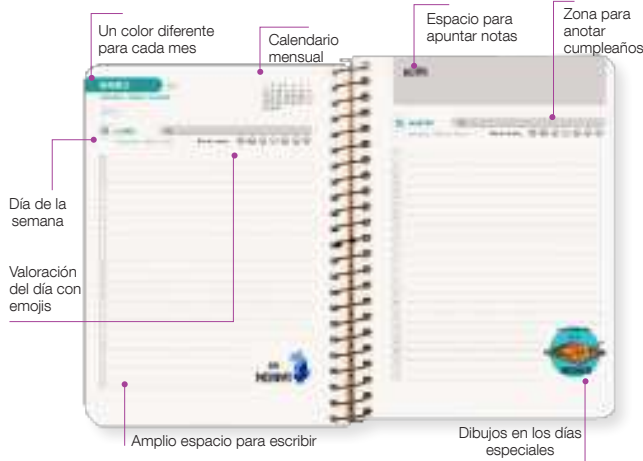 Un color diferente
para cada mes
Calendario
mensual
Espacio para
apuntar notas
Zona para
anotar
cumpleaños
Día de la
semana
Valoración
del día con
emojis
Amplio espacio para escribir
Dibujos en los días
especiales